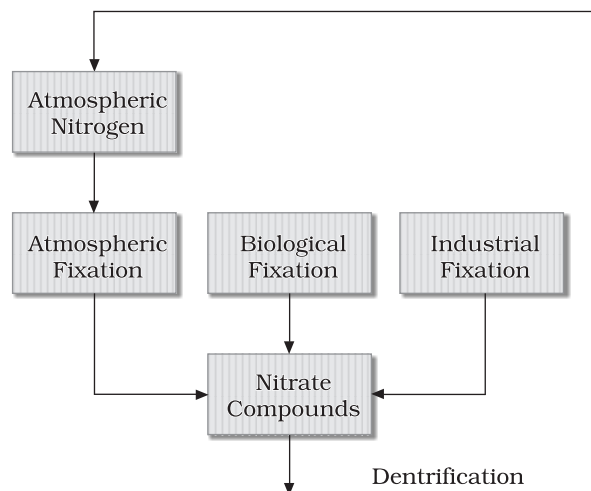 Atmospheric
Nitrogen
Atmospheric
Fixation
Biological
Fixation
Industrial
Fixation
Nitrate
Compounds
Dentrification